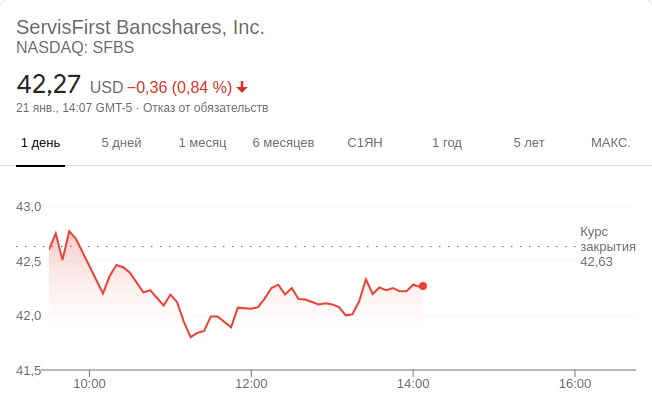 ServisFirst Bancshares, Inc.
NASDAQ: SFBS
42,27 USD −0,36 (0,84 %)
21 янв., 14:07 GMT-5 · Отказ от обязательств
1 день 5 дней 1 месяц 6 месяцев С1ЯН 1 год 5 лет МАКС.
43,0
Курс
закрытия
42,63
42,5
42,0
41,5
10:00 12:00 14:00 16:00